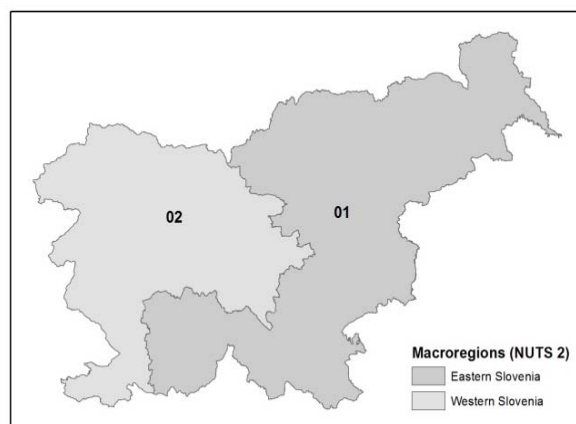 02
01
Macroregions (NUTS 2)
Eastern Slovenia
Western Slovenia